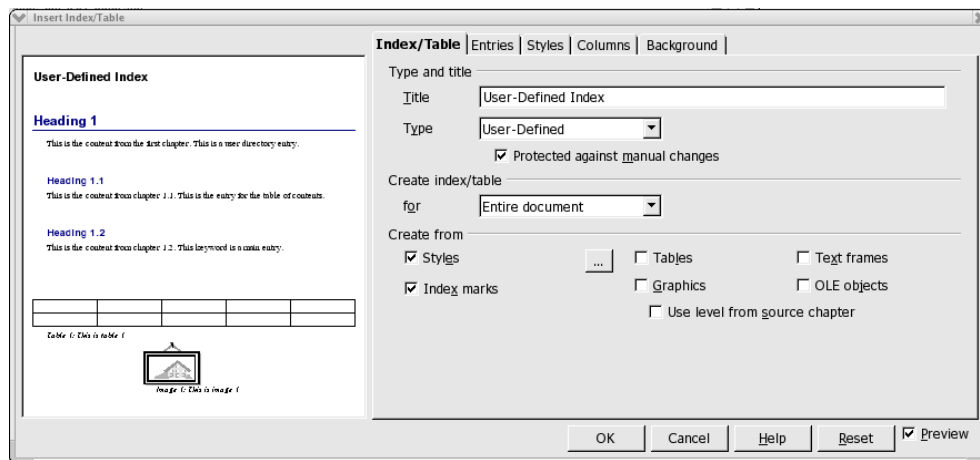 Insert Index/Table
User-Defined Index
Heading 1
This is the content from the first chapter. This is a user directory entry.
Heading 1.1
This is the content from chapter 1.1. This is the entry for the table of contents.
Heading 1.2
This is the content from chapter 1.2. This keyword is a main entry.
Table 1: This is table 1
Image 1: This is image 1
Index/Table Entries Styles Columns Background
Type and title
Title User-Defined Index
Type User-Defined
Protected against manual changes
Create index/table
for Entire document
Create from
Styles ... Tables Text frames
Index marks Graphics OLE objects
Use level from source chapter
OK Cancel Help Reset Preview